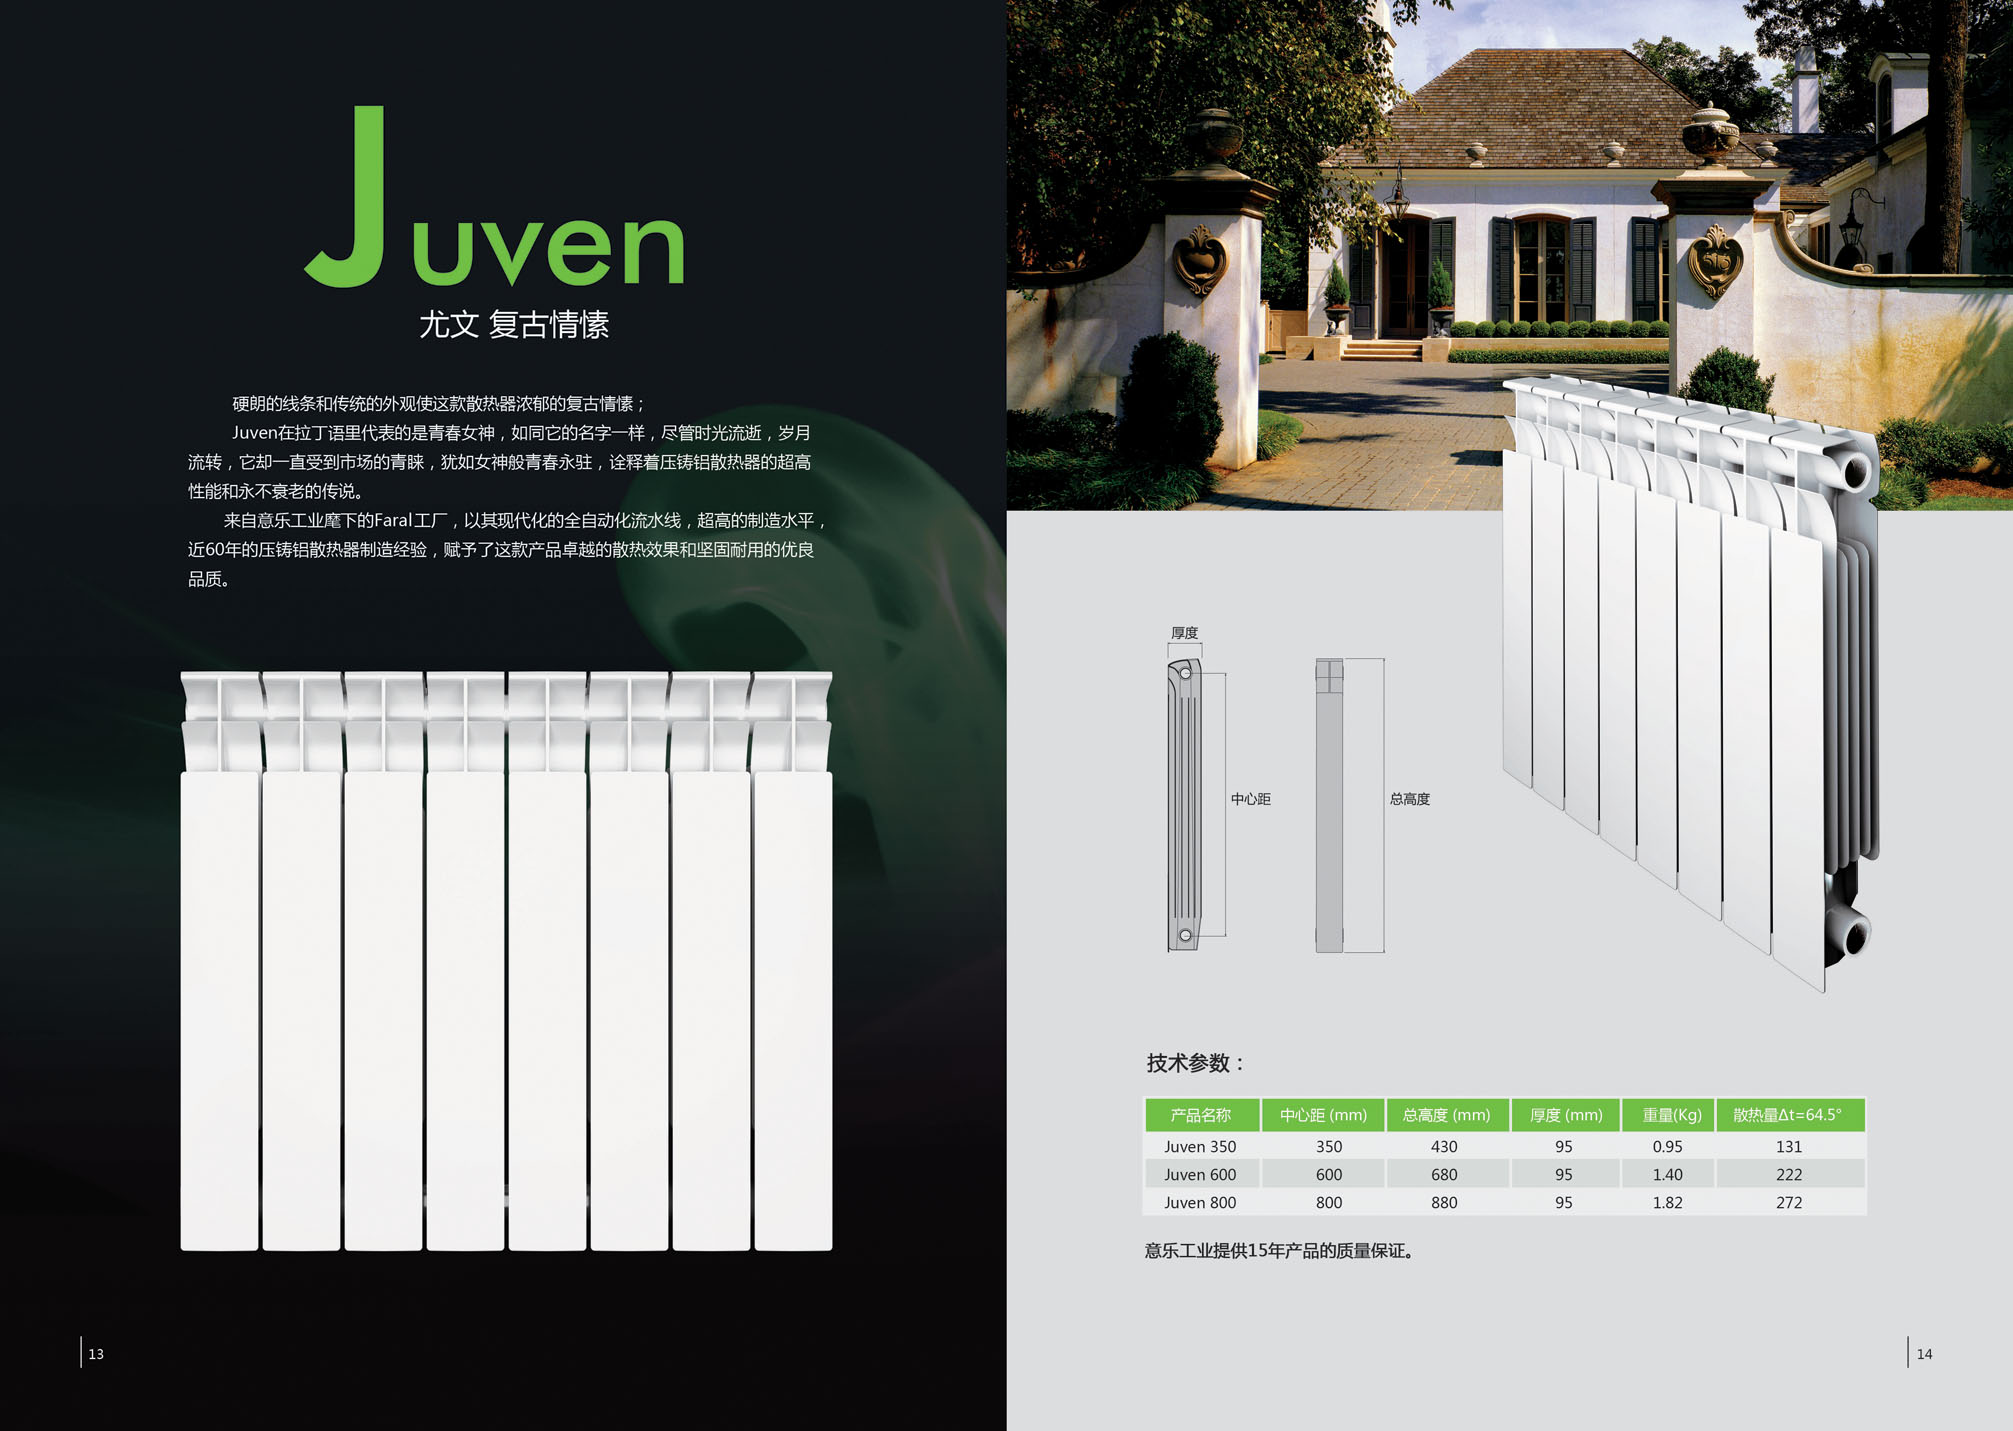 Juven
尤文 复古情愫
硬朗的线条和传统的外观使这款散热器浓郁的复古情愫；
Juven在拉丁语里代表的是青春女神，如同它的名字一样，尽管时光流逝，岁月
流转，它却一直受到市场的青睐，犹如女神般青春永驻，诠释着压铸铝散热器的超高
性能和永不衰老的传说。
来自意乐工业麾下的Faral工厂，以其现代化的全自动化流水线，超高的制造水平，
近60年的压铸铝散热器制造经验，赋予了这款产品卓越的散热效果和坚固耐用的优良
品质。
13
厚度
中心距
总高度
技术参数：
产品名称 中心距 (mm) 总高度 (mm) 厚度 (mm) 重量(Kg) 散热量Δt=64.5°
Juven 350 350 430 95 0.95 131
Juven 600 600 680 95 1.40 222
Juven 800 800 880 95 1.82 272
意乐工业提供15年产品的质量保证。
14